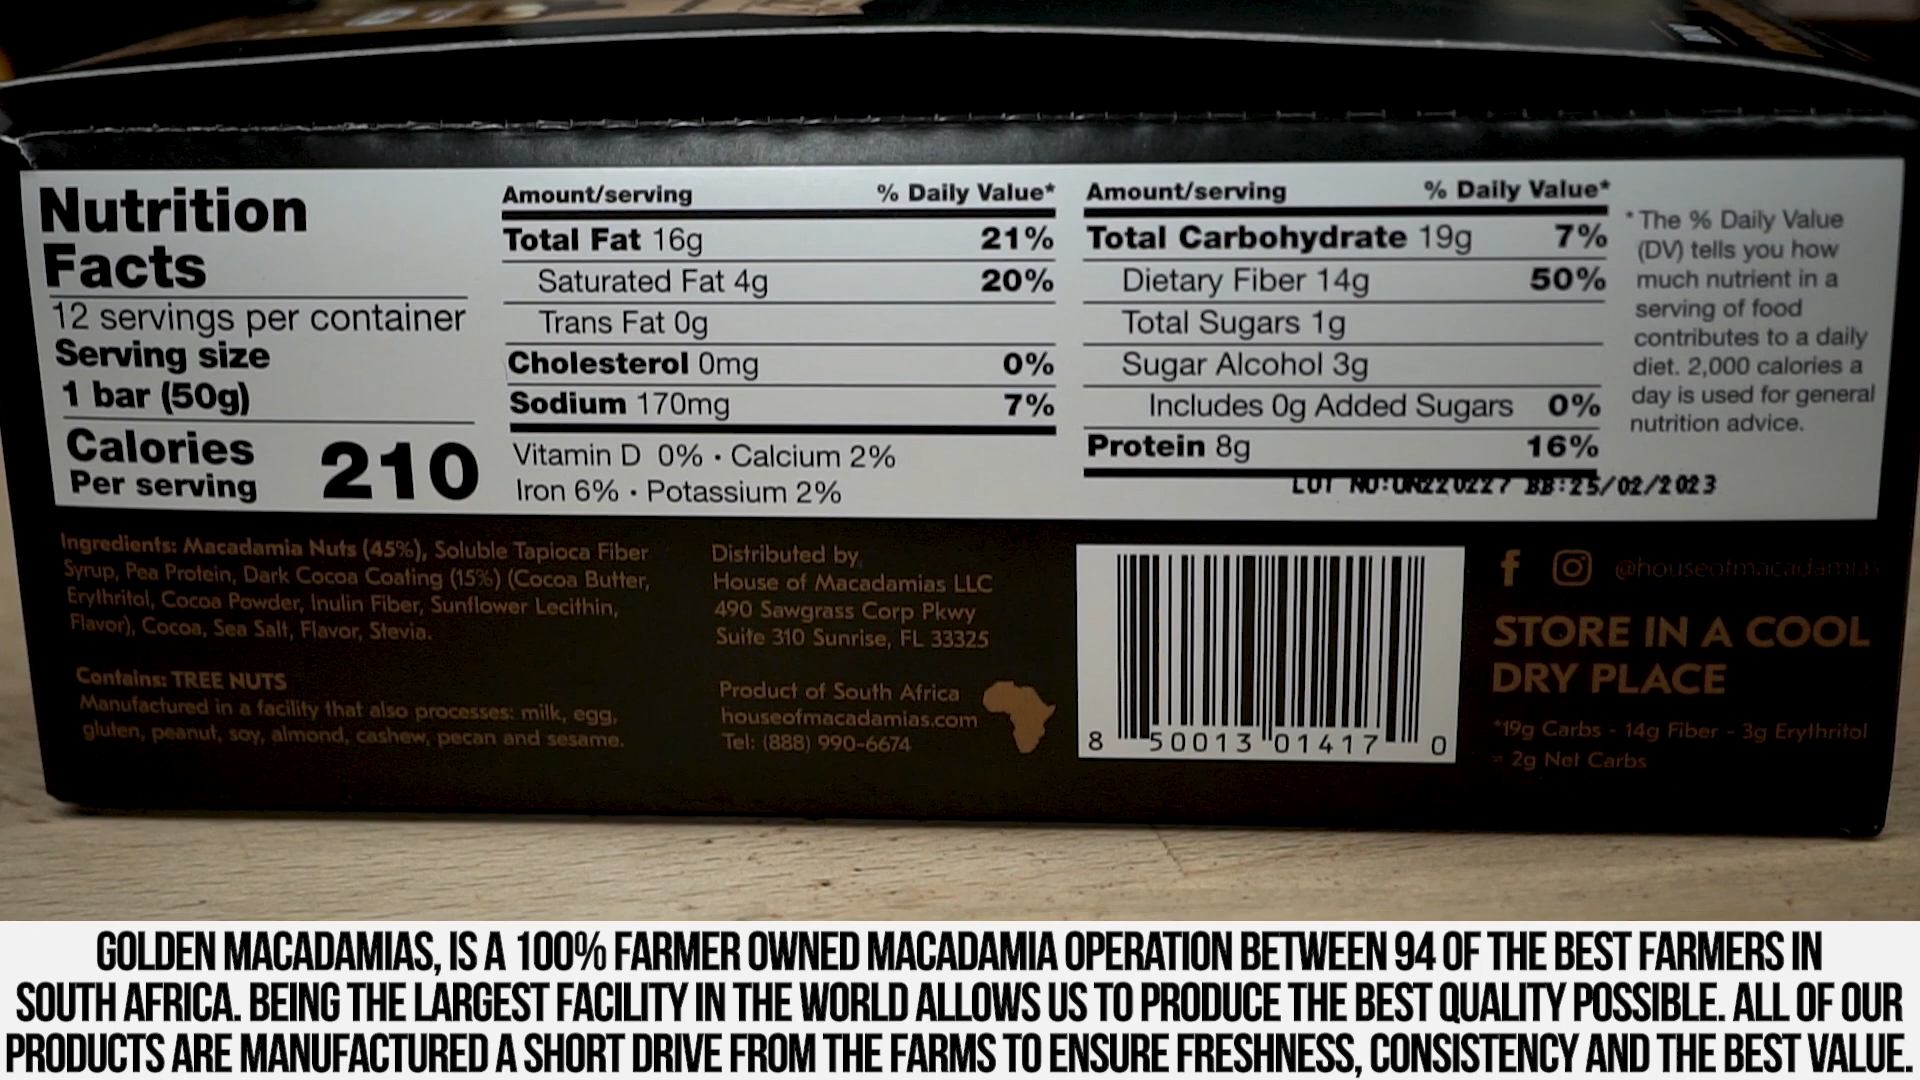 Nutrition
Facts
12 servings per container
Serving size
1 bar (50g)
Calories
Per serving 210
Amount/serving % Daily Value*
Total Fat 16g 21%
Saturated Fat 4g 20%
Trans Fat 0g
Cholesterol 0mg 0%
Sodium 170mg 7%
Vitamin D 0% • Calcium 2%
Iron 6% • Potassium 2%
Amount/serving % Daily Value*
Total Carbohydrate 19g 7%
Dietary Fiber 14g 50%
Total Sugars 1g
Sugar Alcohol 3g
Includes 0g Added Sugars 0%
Protein 8g 16%
* The % Daily Value
(DV) tells you how
much nutrient in a
serving of food
contributes to a daily
diet. 2,000 calories a
day is used for general
nutrition advice.
LOT NO: BB:25/02/2023
Ingredients: Macadamia Nuts (45%), Soluble Tapioca Fiber
Syrup, Pea Protein, Dark Cocoa Coating (15%) (Cocoa Butter,
Erythritol, Cocoa Powder, Inulin Fiber, Sunflower Lecithin,
Flavor), Cocoa, Sea Salt, Flavor, Stevia.
Contains: TREE NUTS
Manufactured in a facility that also processes: milk, egg,
gluten, peanut, soy, almond, cashew, pecan and sesame.
Distributed by
House of Macadamias LLC
490 Sawgrass Corp Pkwy
Suite 310 Sunrise, FL 33325
Product of South Africa
houseofmacadamias.com
Tel: (888) 990-6674
8 50013 01417 0
@houseofmacadamias
STORE IN A COOL
DRY PLACE
*19g Carbs - 14g Fiber - 3g Erythritol
= 2g Net Carbs
GOLDEN MACADAMIAS, IS A 100% FARMER OWNED MACADAMIA OPERATION BETWEEN 94 OF THE BEST FARMERS IN
SOUTH AFRICA. BEING THE LARGEST FACILITY IN THE WORLD ALLOWS US TO PRODUCE THE BEST QUALITY POSSIBLE. ALL OF OUR
PRODUCTS ARE MANUFACTURED A SHORT DRIVE FROM THE FARMS TO ENSURE FRESHNESS, CONSISTENCY AND THE BEST VALUE.